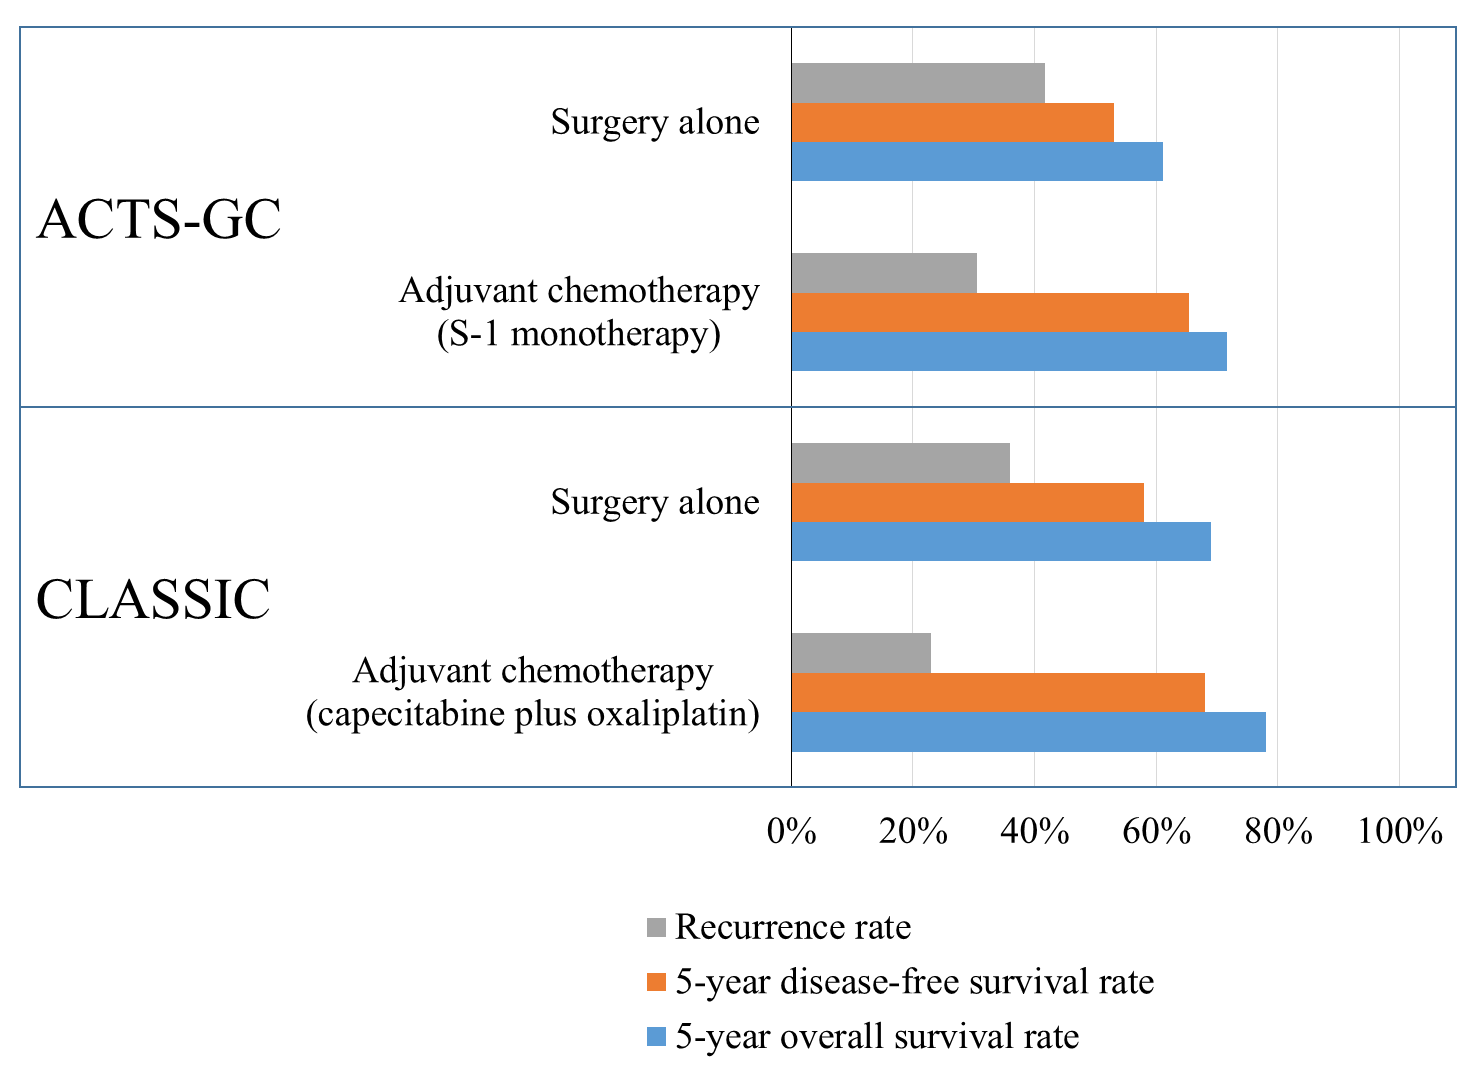 ACTS-GC
Surgery alone
Adjuvant chemotherapy
(S-1 monotherapy)
CLASSIC
Surgery alone
Adjuvant chemotherapy
(capecitabine plus oxaliplatin)
0% 20% 40% 60% 80% 100%
Recurrence rate
5-year disease-free survival rate
5-year overall survival rate